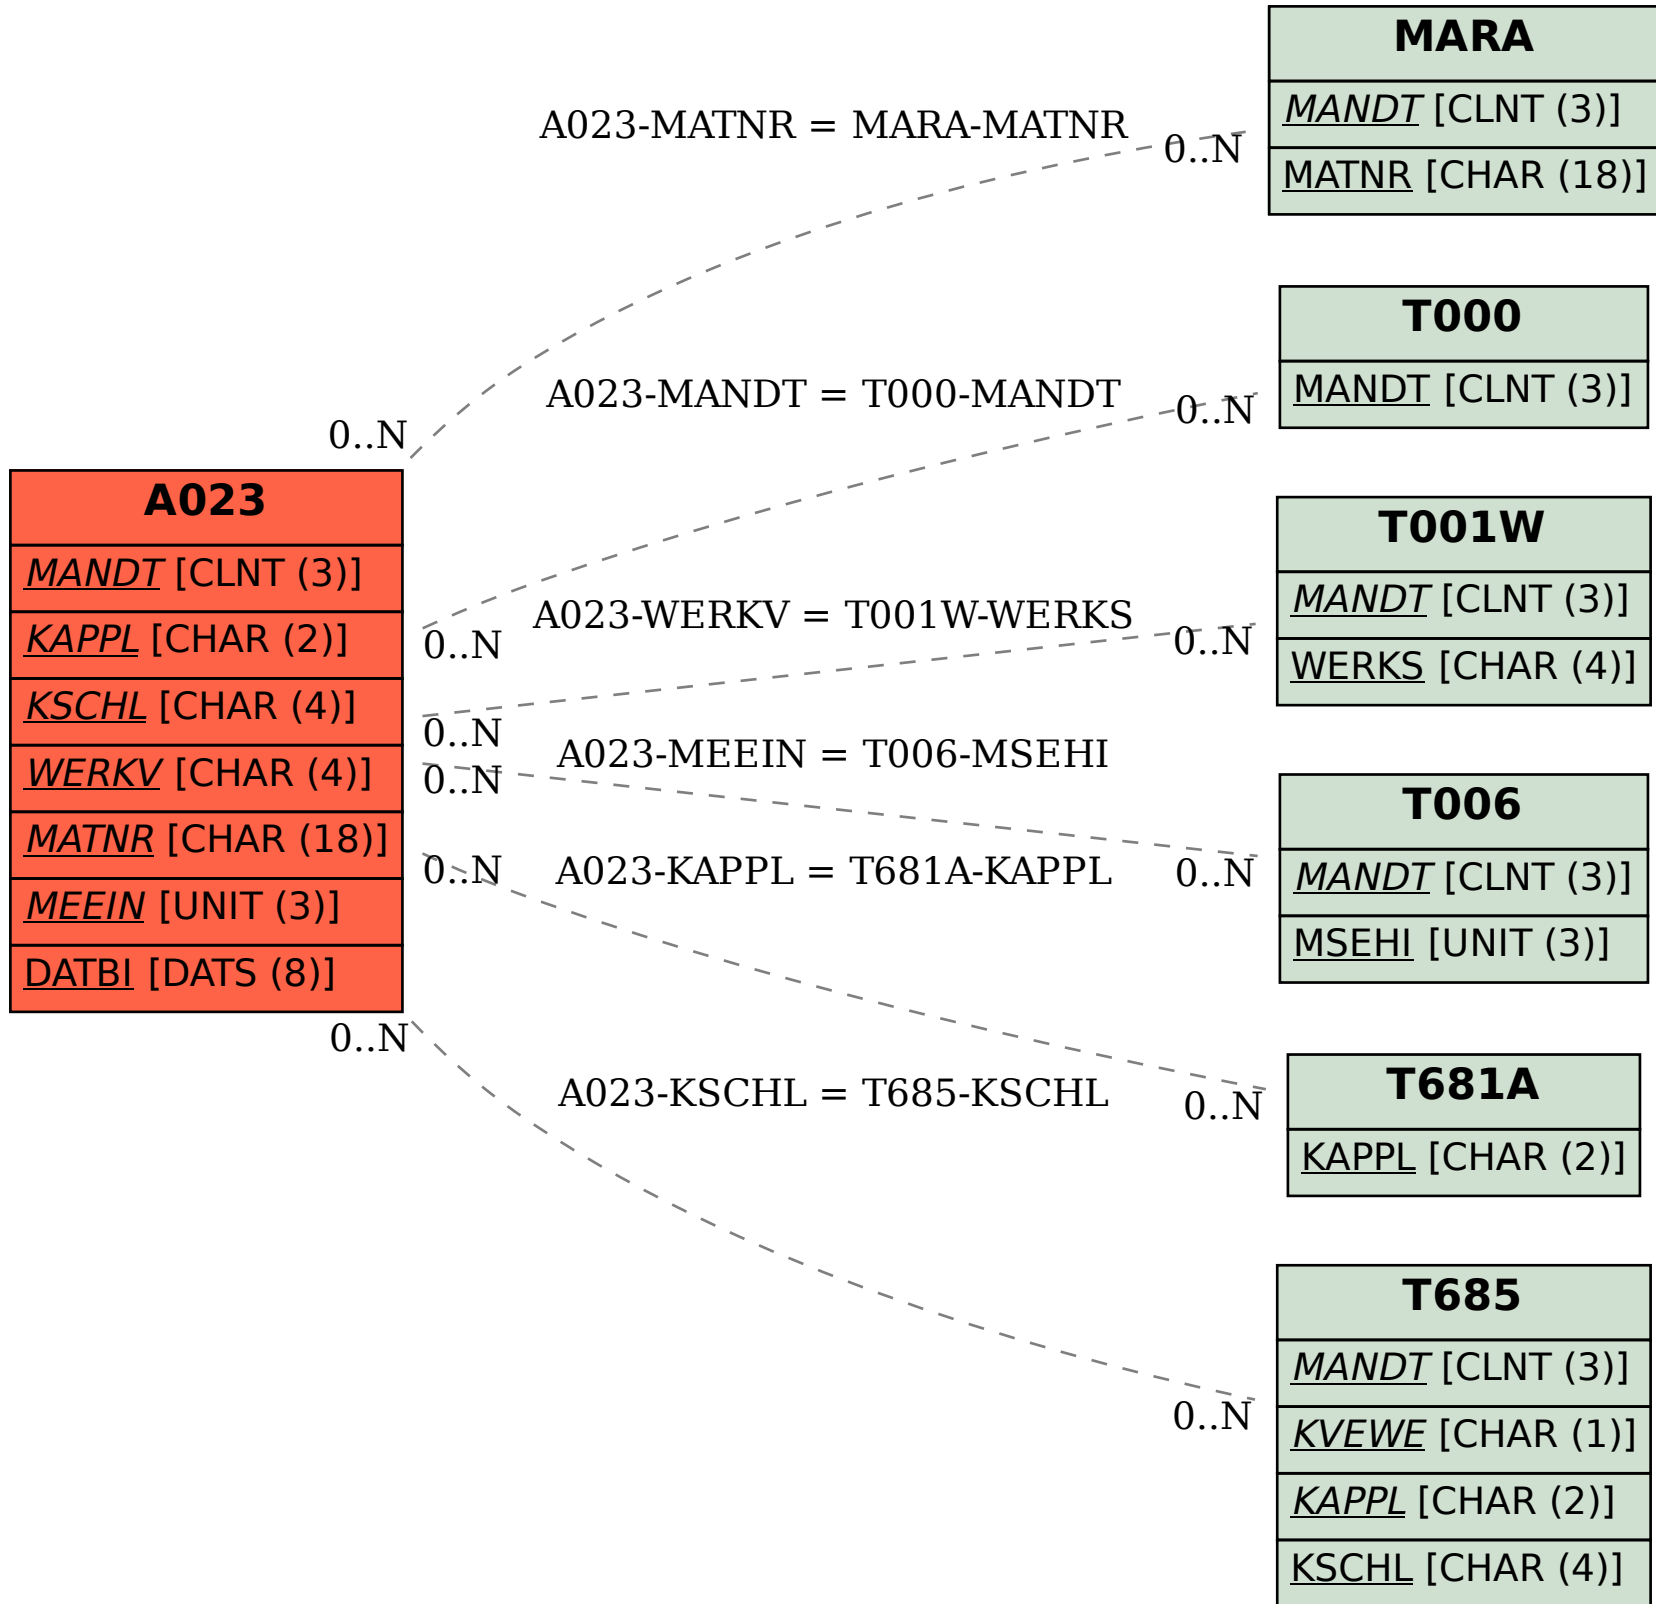 MARA
MANDT [CLNT (3)]
MATNR [CHAR (18)]
A023-MATNR = MARA-MATNR
0..N
0..N
T000
MANDT [CLNT (3)]
A023-MANDT = T000-MANDT
0..N
0..N
A023
MANDT [CLNT (3)]
KAPPL [CHAR (2)]
KSCHL [CHAR (4)]
WERKV [CHAR (4)]
MATNR [CHAR (18)]
MEEIN [UNIT (3)]
DATBI [DATS (8)]
T001W
MANDT [CLNT (3)]
WERKS [CHAR (4)]
A023-WERKV = T001W-WERKS
0..N
0..N
A023-MEEIN = T006-MSEHI
0..N
0..N
T006
MANDT [CLNT (3)]
MSEHI [UNIT (3)]
A023-KAPPL = T681A-KAPPL
0..N
0..N
T681A
KAPPL [CHAR (2)]
A023-KSCHL = T685-KSCHL
0..N
0..N
T685
MANDT [CLNT (3)]
KVEWE [CHAR (1)]
KAPPL [CHAR (2)]
KSCHL [CHAR (4)]